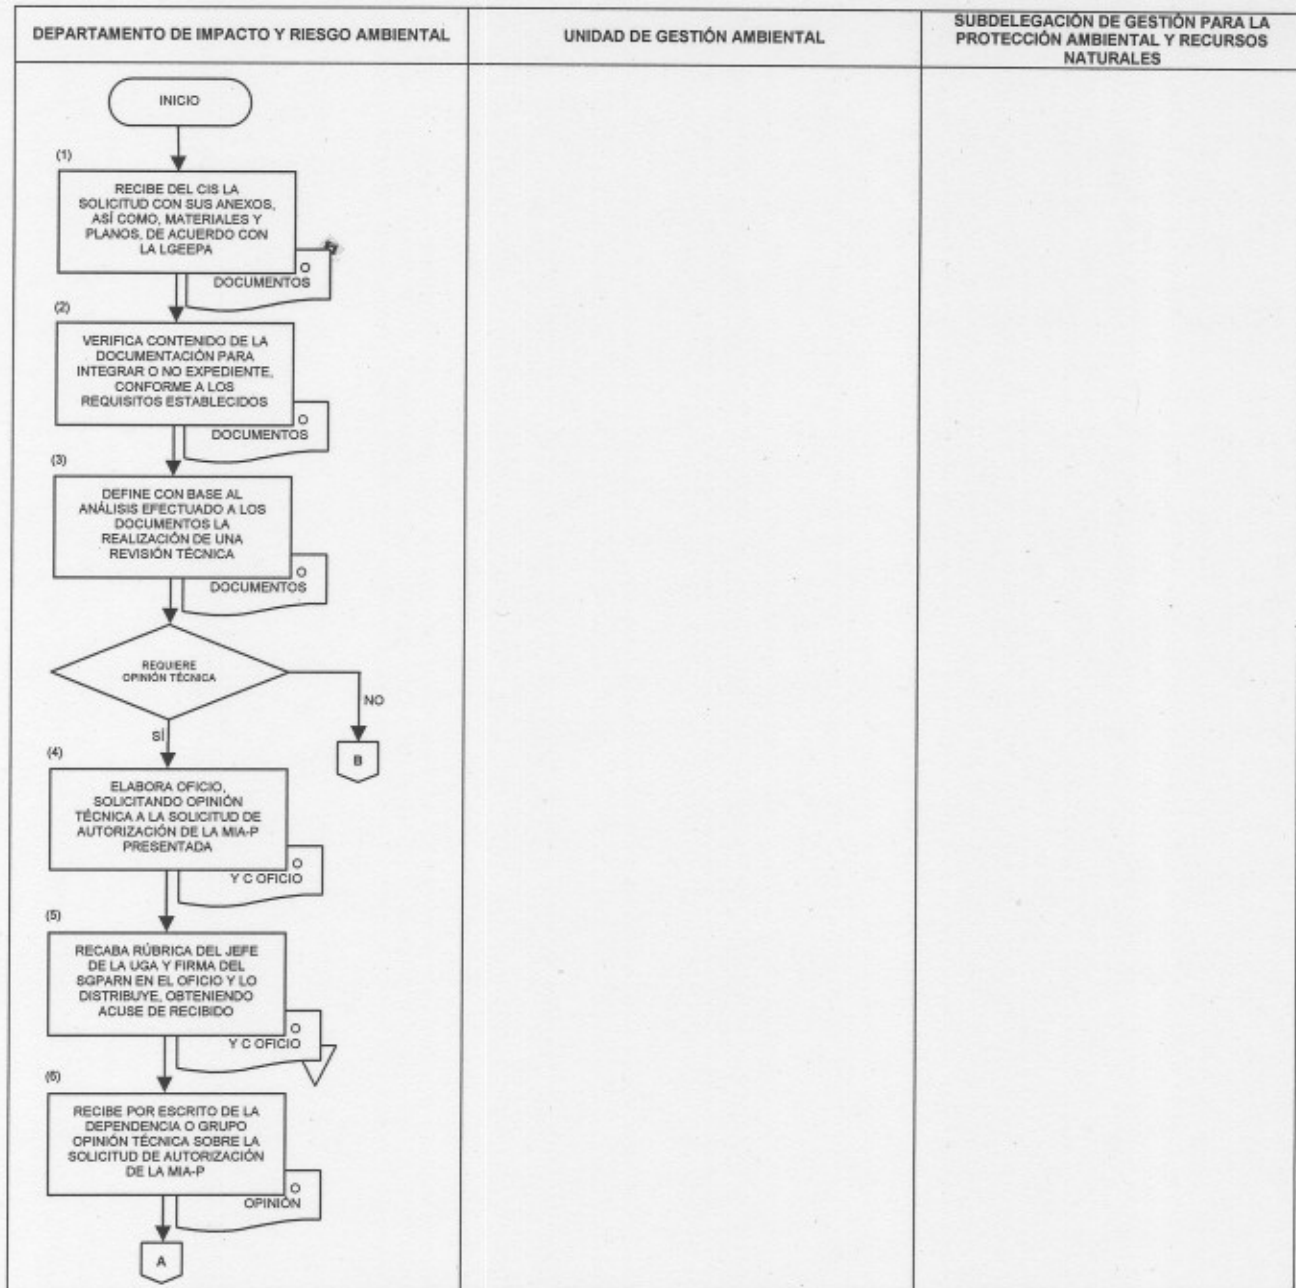 DEPARTAMENTO DE IMPACTO Y RIESGO AMBIENTAL
UNIDAD DE GESTIÓN AMBIENTAL
SUBDELEGACIÓN DE GESTIÓN PARA LA
PROTECCIÓN AMBIENTAL Y RECURSOS
NATURALES
INICIO
(1)
RECIBE DEL CIS LA
SOLICITUD CON SUS ANEXOS,
ASÍ COMO, MATERIALES Y
PLANOS, DE ACUERDO CON
LA LGEEPA
O
DOCUMENTOS
(2)
VERIFICA CONTENIDO DE LA
DOCUMENTACIÓN PARA
INTEGRAR O NO EXPEDIENTE,
CONFORME A LOS
REQUISITOS ESTABLECIDOS
O
DOCUMENTOS
(3)
DEFINE CON BASE AL
ANÁLISIS EFECTUADO A LOS
DOCUMENTOS LA
REALIZACIÓN DE UNA
REVISIÓN TÉCNICA
O
DOCUMENTOS
REQUIERE
OPINIÓN TÉCNICA
NO
B
SÍ
(4)
ELABORA OFICIO,
SOLICITANDO OPINIÓN
TÉCNICA A LA SOLICITUD DE
AUTORIZACIÓN DE LA MIA-P
PRESENTADA
O
Y C OFICIO
(5)
RECABA RÚBRICA DEL JEFE
DE LA UGA Y FIRMA DEL
SGPARN EN EL OFICIO Y LO
DISTRIBUYE, OBTENIENDO
ACUSE DE RECIBIDO
O
Y C OFICIO
(6)
RECIBE POR ESCRITO DE LA
DEPENDENCIA O GRUPO
OPINIÓN TÉCNICA SOBRE LA
SOLICITUD DE AUTORIZACIÓN
DE LA MIA-P
O
OPINIÓN
A